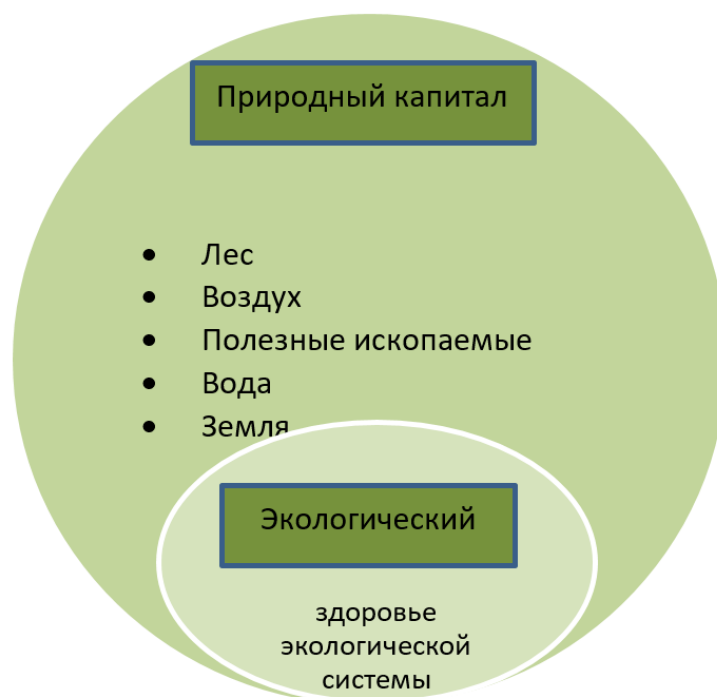 Природный капитал
• Лес
• Воздух
• Полезные ископаемые
• Вода
• Земля
Экологический
здоровье
экологической
системы